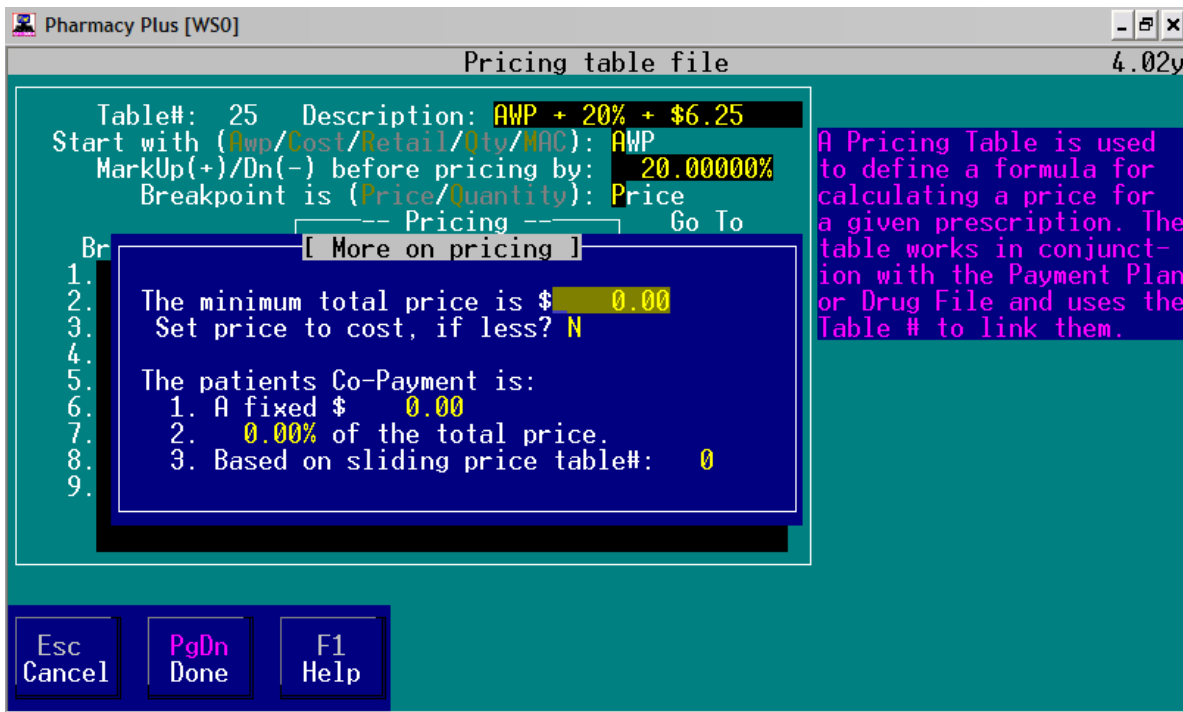 Pharmacy Plus [WS0]
Pricing table file 4.02y
Table#: 25 Description: AWP + 20% + $6.25
Start with (Awp/Cost/Retail/Qty/MAC): AWP
MarkUp(+)/Dn(-) before pricing by: 20.00000%
Breakpoint is (Price/Quantity): Price
-- Pricing -- Go To
Br
[ More on pricing ]
1.
2. The minimum total price is $ 0.00
3. Set price to cost, if less? N
4.
5. The patients Co-Payment is:
6. 1. A fixed $ 0.00
7. 2. 0.00% of the total price.
8. 3. Based on sliding price table#: 0
9.
A Pricing Table is used
to define a formula for
calculating a price for
a given prescription. The
table works in conjunct-
ion with the Payment Plan
or Drug File and uses the
Table # to link them.
Esc PgDn F1
Cancel Done Help